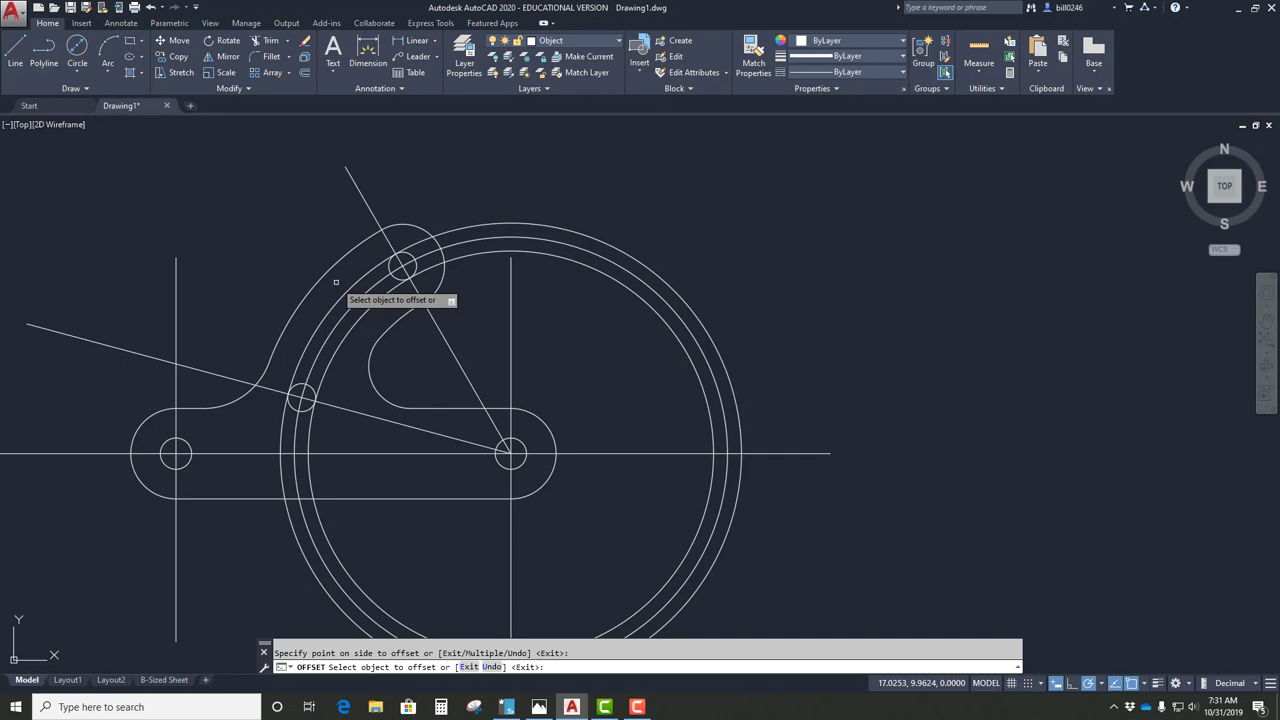 Autodesk AutoCAD 2020 - EDUCATIONAL VERSION Drawing1.dwg
Type a keyword or phrase
bill0246
Home Insert Annotate Parametric View Manage Output Add-ins Collaborate Express Tools Featured Apps
Line Polyline Circle Arc
Move Rotate Trim
Copy Mirror Fillet
Stretch Scale Array
Text Dimension
Linear
Leader
Table
Layer
Properties
Object
Make Current
Match Layer
Insert
Create
Edit
Edit Attributes
Match
Properties
ByLayer
ByLayer
ByLayer
Group
Measure
Paste
Base
Draw Modify Annotation Layers Block Properties Groups Utilities Clipboard View
Start Drawing1*
[−][Top][2D Wireframe]
N
W TOP E
S
WCS
Select object to offset or
Y
X
Specify point on side to offset or [Exit/Multiple/Undo] <Exit>:
OFFSET Select object to offset or [Exit Undo] <Exit>:
Model Layout1 Layout2 B-Sized Sheet
17.0253, 9.9624, 0.0000 MODEL Decimal
Type here to search
7:31 AM
10/31/2019